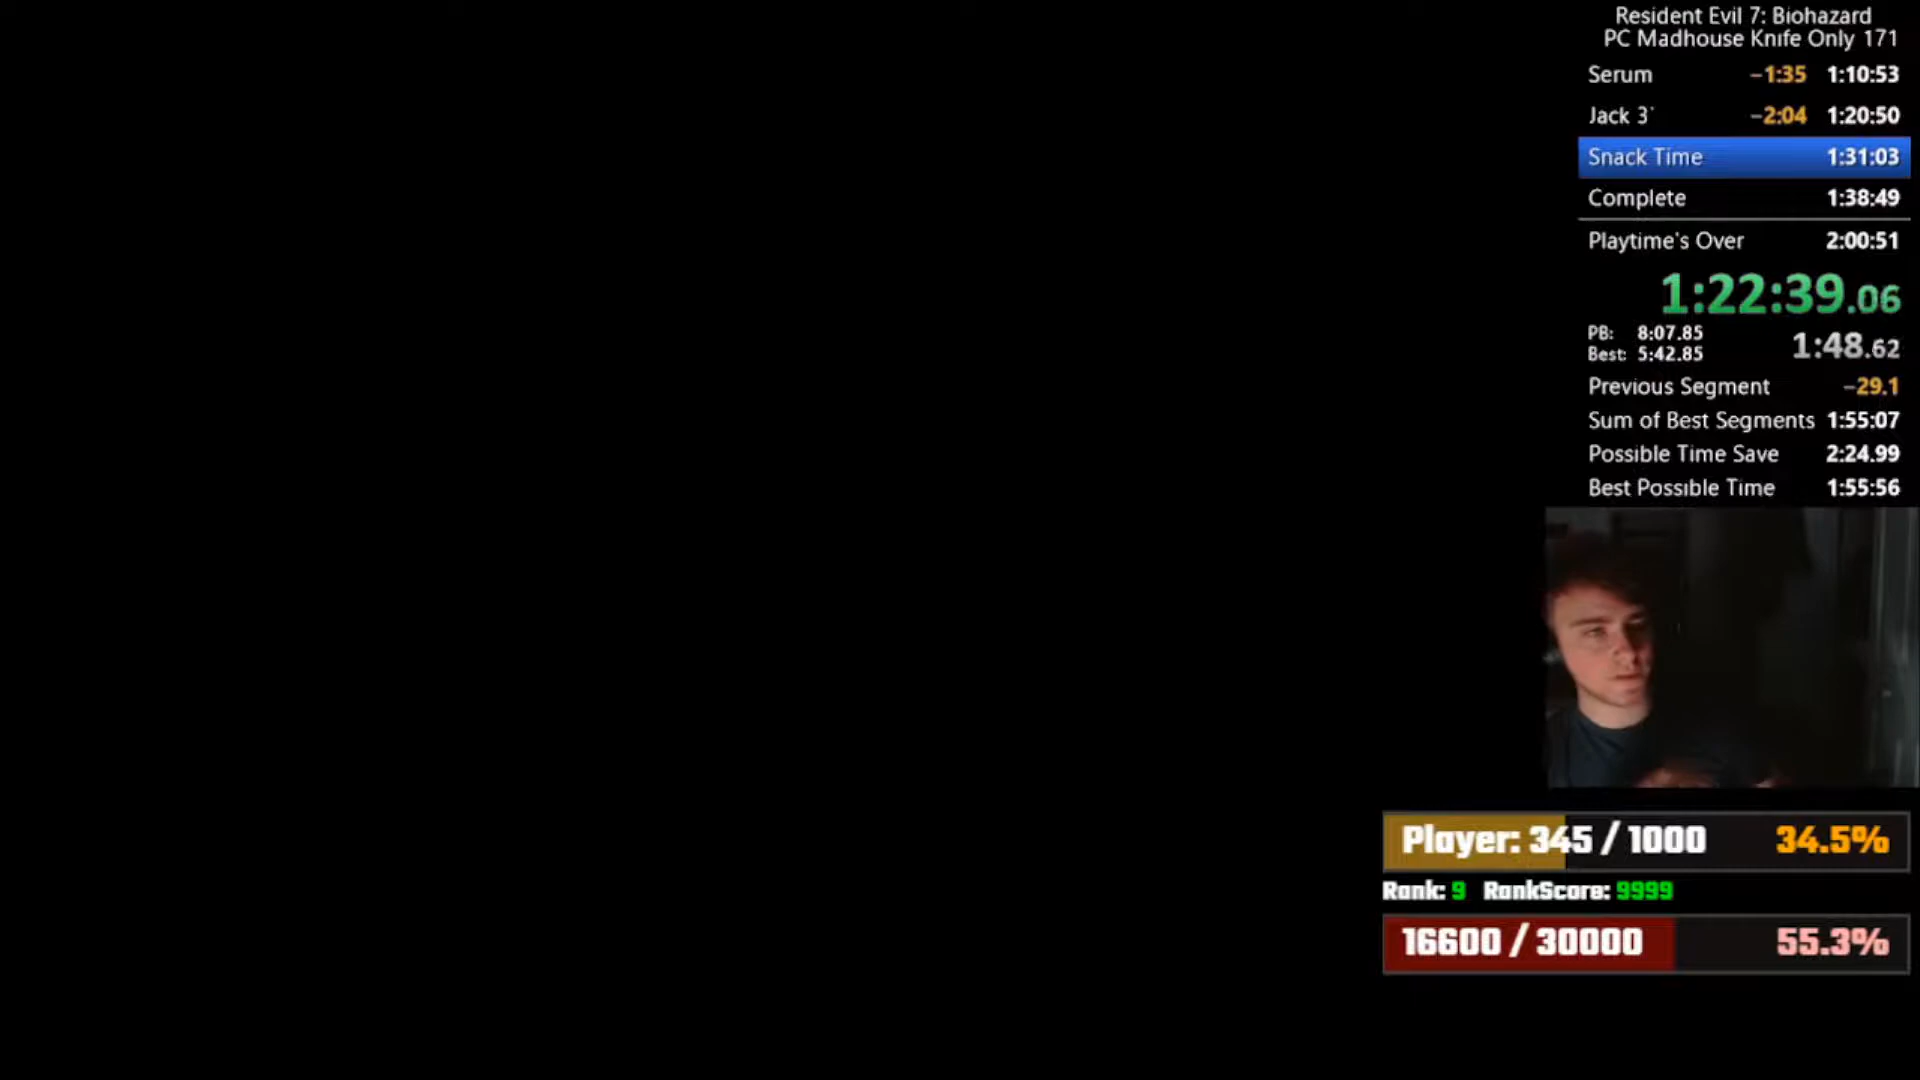 Resident Evil 7: Biohazard
PC Madhouse Knife Only 171
Serum -1:35 1:10:53
Jack 3` -2:04 1:20:50
Snack Time 1:31:03
Complete 1:38:49
Playtime's Over 2:00:51
1:22:39.06
PB: 8:07.85
Best: 5:42.85
1:48.62
Previous Segment -29.1
Sum of Best Segments 1:55:07
Possible Time Save 2:24.99
Best Possible Time 1:55:56
Player: 345 / 1000 34.5%
Rank: 9 RankScore: 9999
16600 / 30000 55.3%